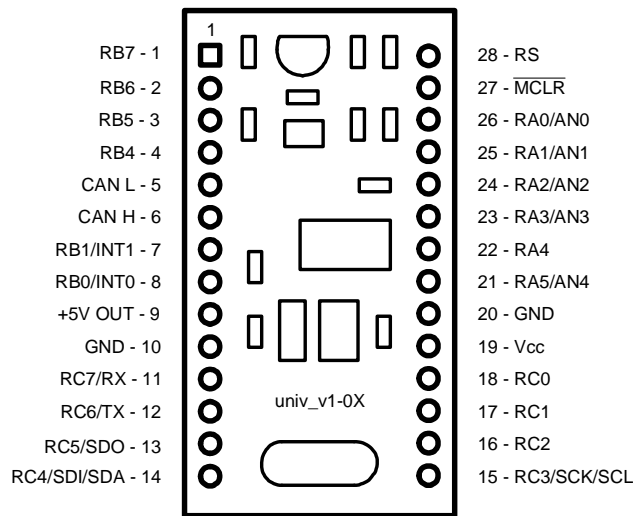 1
RB7 - 1
RB6 - 2
RB5 - 3
RB4 - 4
CAN L - 5
CAN H - 6
RB1/INT1 - 7
RB0/INT0 - 8
+5V OUT - 9
GND - 10
RC7/RX - 11
RC6/TX - 12
RC5/SDO - 13
RC4/SDI/SDA - 14
univ_v1-0X
28 - RS
27 - MCLR
26 - RA0/AN0
25 - RA1/AN1
24 - RA2/AN2
23 - RA3/AN3
22 - RA4
21 - RA5/AN4
20 - GND
19 - Vcc
18 - RC0
17 - RC1
16 - RC2
15 - RC3/SCK/SCL